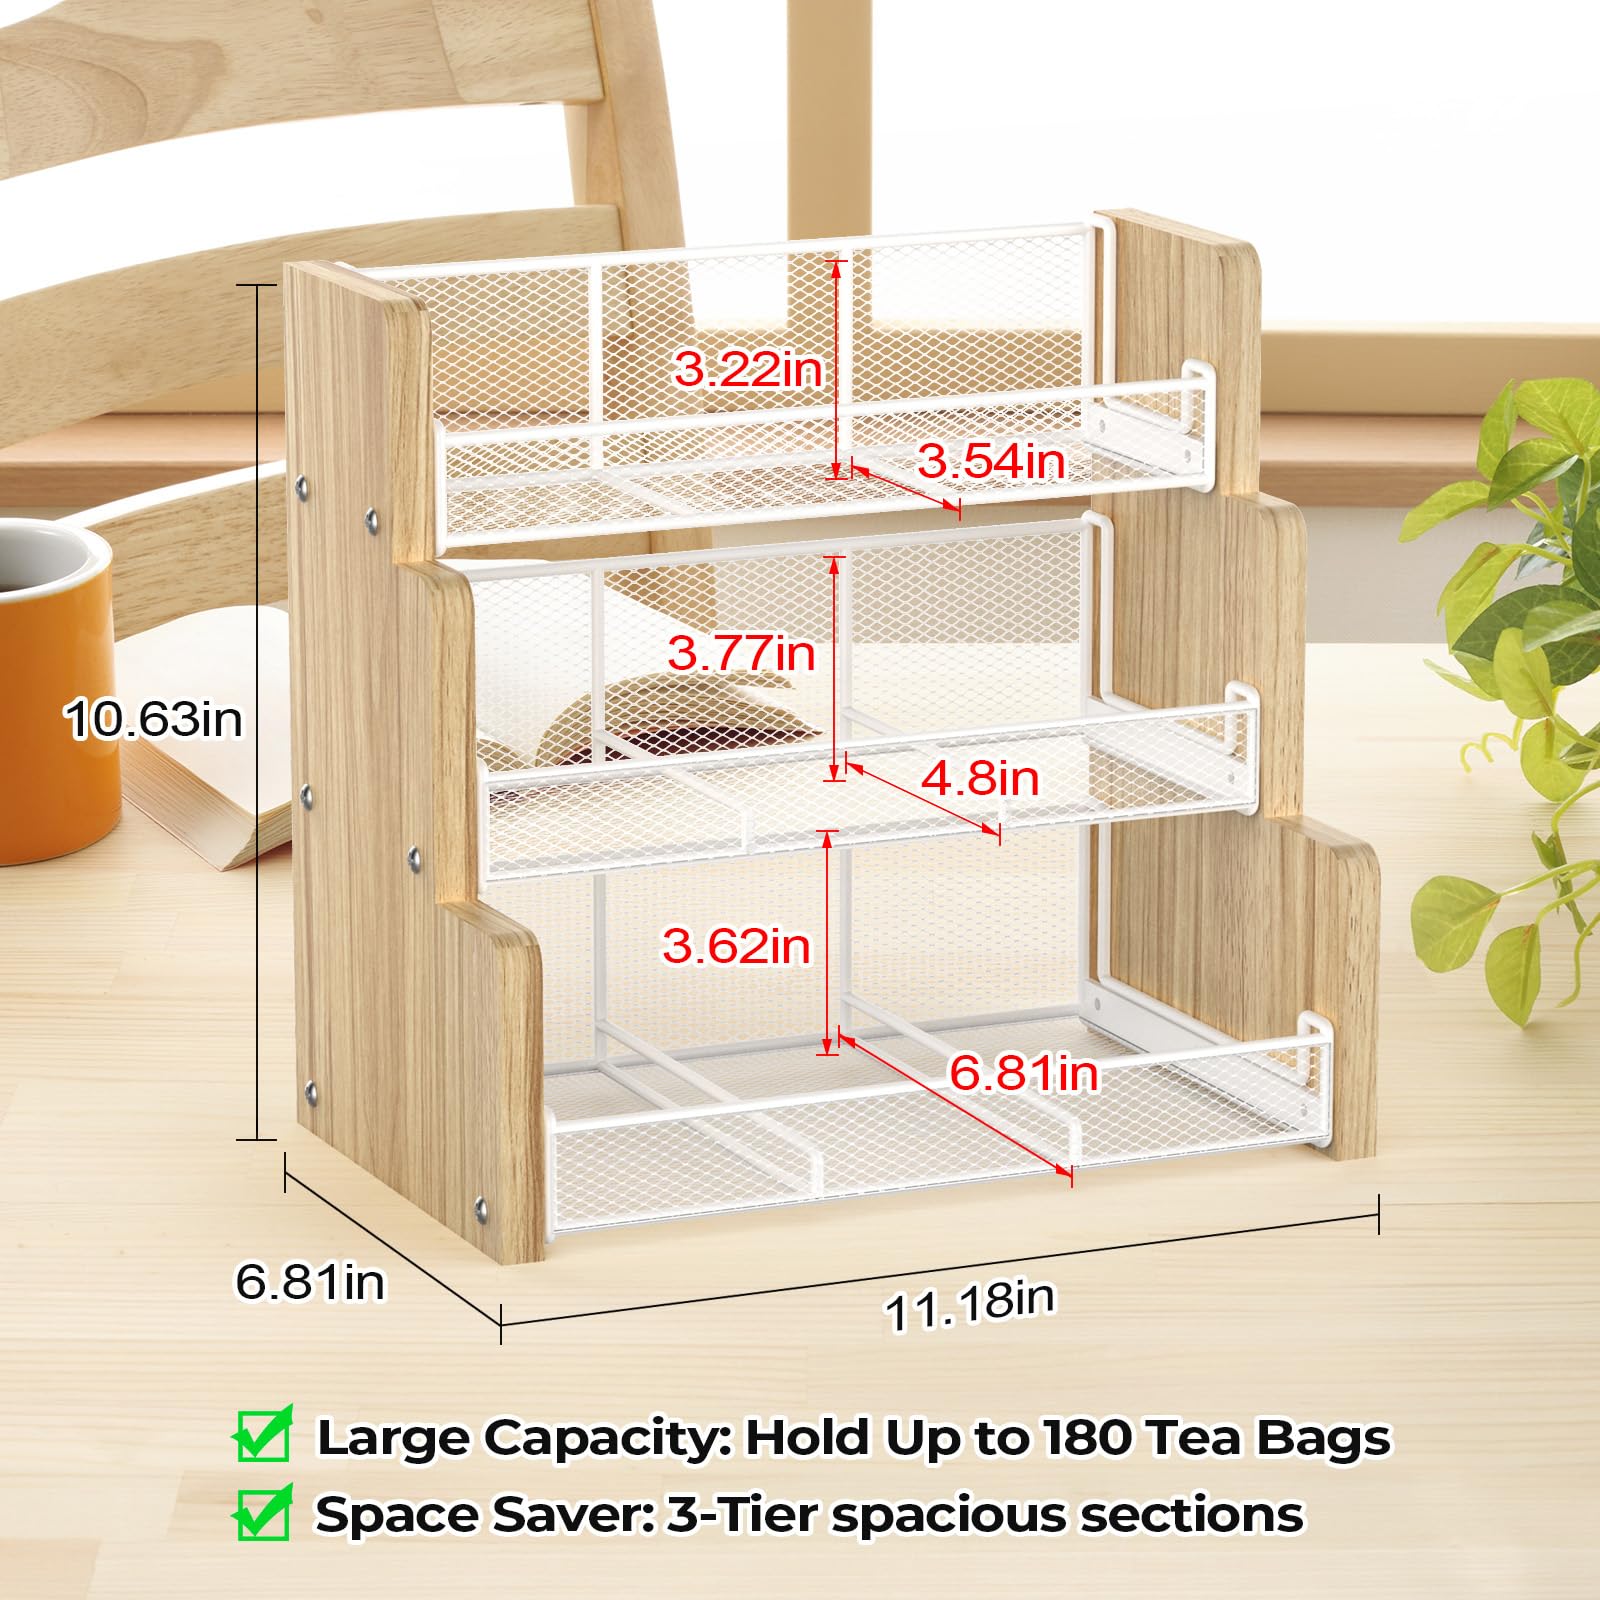 3.22in
3.54in
3.77in
4.8in
10.63in
3.62in
6.81in
6.81in
11.18in
Large Capacity: Hold Up to 180 Tea Bags
Space Saver: 3-Tier spacious sections